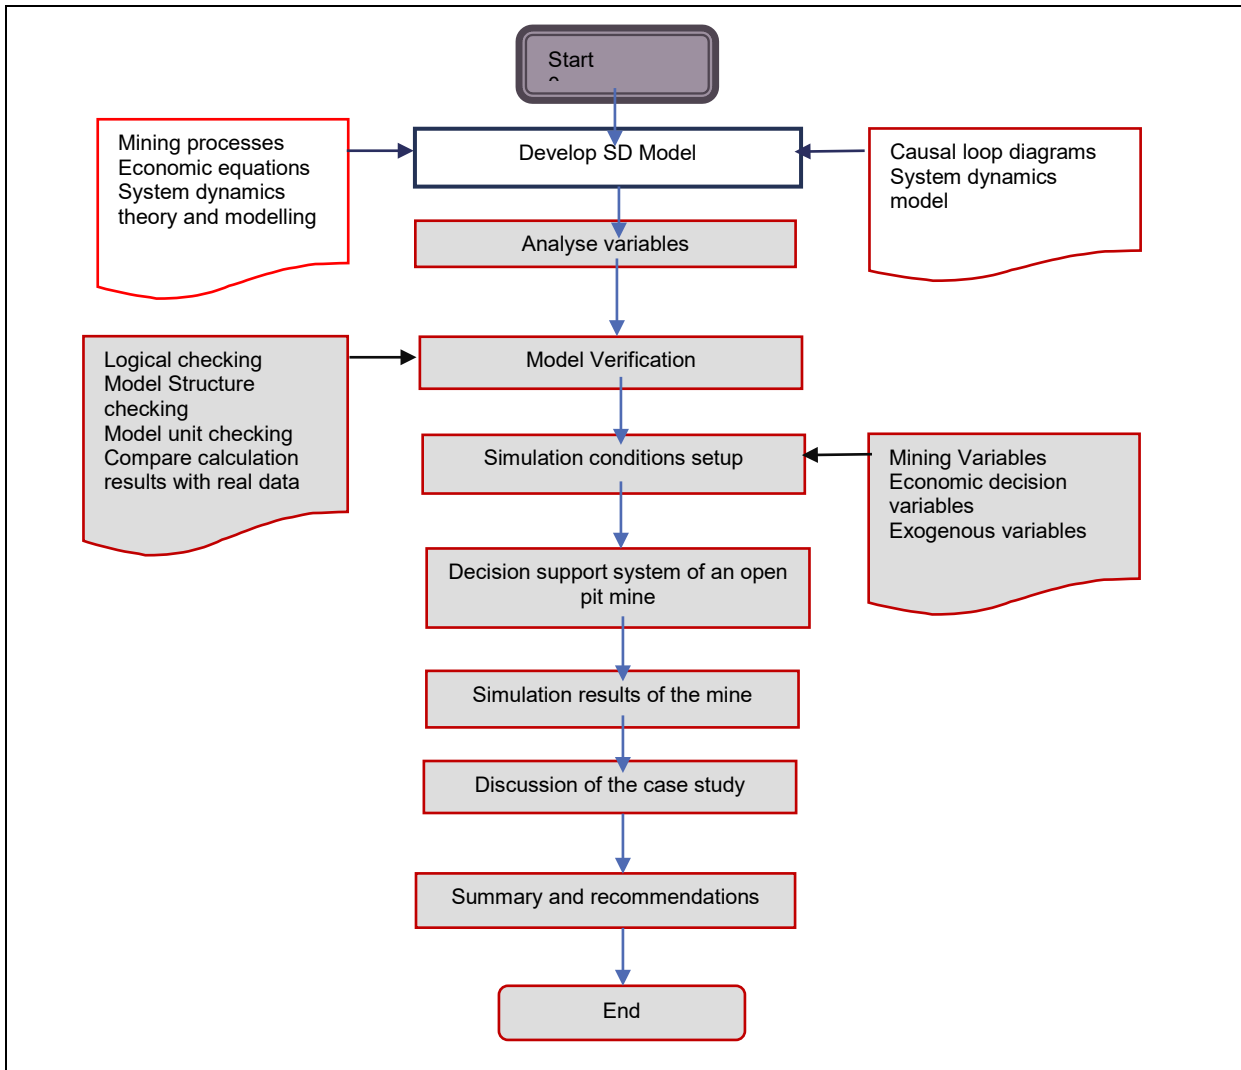 Start
Mining processes
Economic equations
System dynamics
theory and modelling
Develop SD Model
Causal loop diagrams
System dynamics
model
Analyse variables
Logical checking
Model Structure
checking
Model unit checking
Compare calculation
results with real data
Model Verification
Simulation conditions setup
Mining Variables
Economic decision
variables
Exogenous variables
Decision support system of an open
pit mine
Simulation results of the mine
Discussion of the case study
Summary and recommendations
End